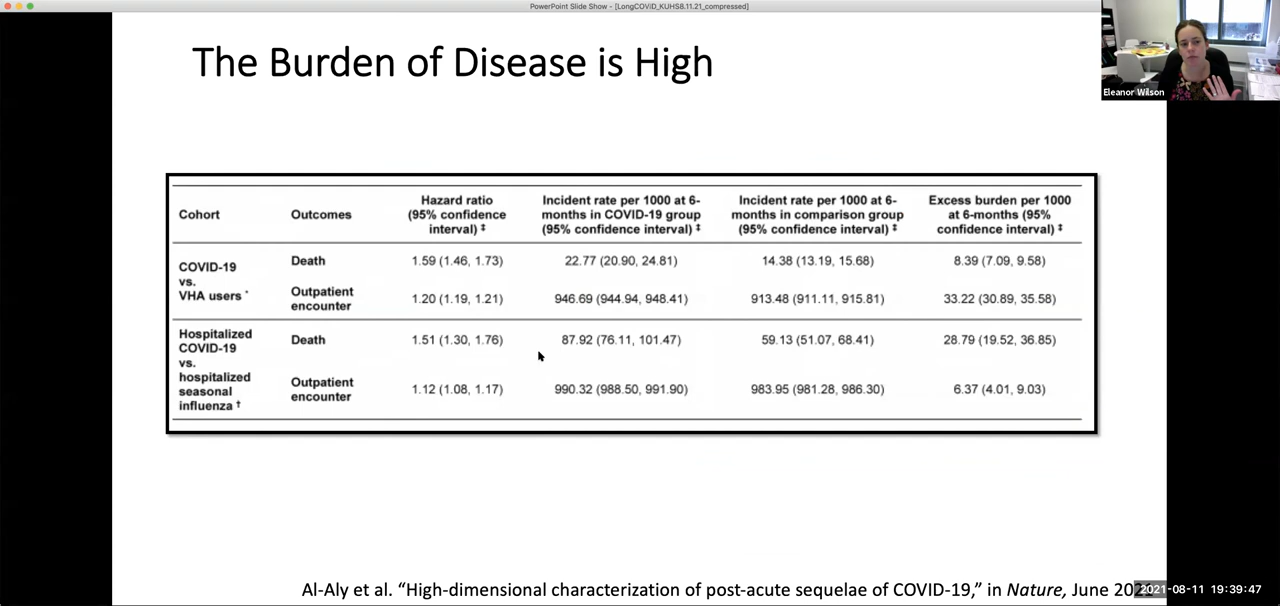 PowerPoint Slide Show - [LongCOViD_KUHS8.11.21_compressed]
The Burden of Disease is High
Eleanor Wilson
Cohort Outcomes Hazard ratio (95% confidence interval) ‡ Incident rate per 1000 at 6-months in COVID-19 group (95% confidence interval) ‡ Incident rate per 1000 at 6-months in comparison group (95% confidence interval) ‡ Excess burden per 1000 at 6-months (95% confidence interval) ‡
COVID-19 vs. VHA users *
Death 1.59 (1.46, 1.73) 22.77 (20.90, 24.81) 14.38 (13.19, 15.68) 8.39 (7.09, 9.58)
Outpatient encounter 1.20 (1.19, 1.21) 946.69 (944.94, 948.41) 913.48 (911.11, 915.81) 33.22 (30.89, 35.58)
Hospitalized COVID-19 vs. hospitalized seasonal influenza †
Death 1.51 (1.30, 1.76) 87.92 (76.11, 101.47) 59.13 (51.07, 68.41) 28.79 (19.52, 36.85)
Outpatient encounter 1.12 (1.08, 1.17) 990.32 (988.50, 991.90) 983.95 (981.28, 986.30) 6.37 (4.01, 9.03)
Al-Aly et al. “High-dimensional characterization of post-acute sequelae of COVID-19,” in Nature, June
2021-08-11 19:39:47